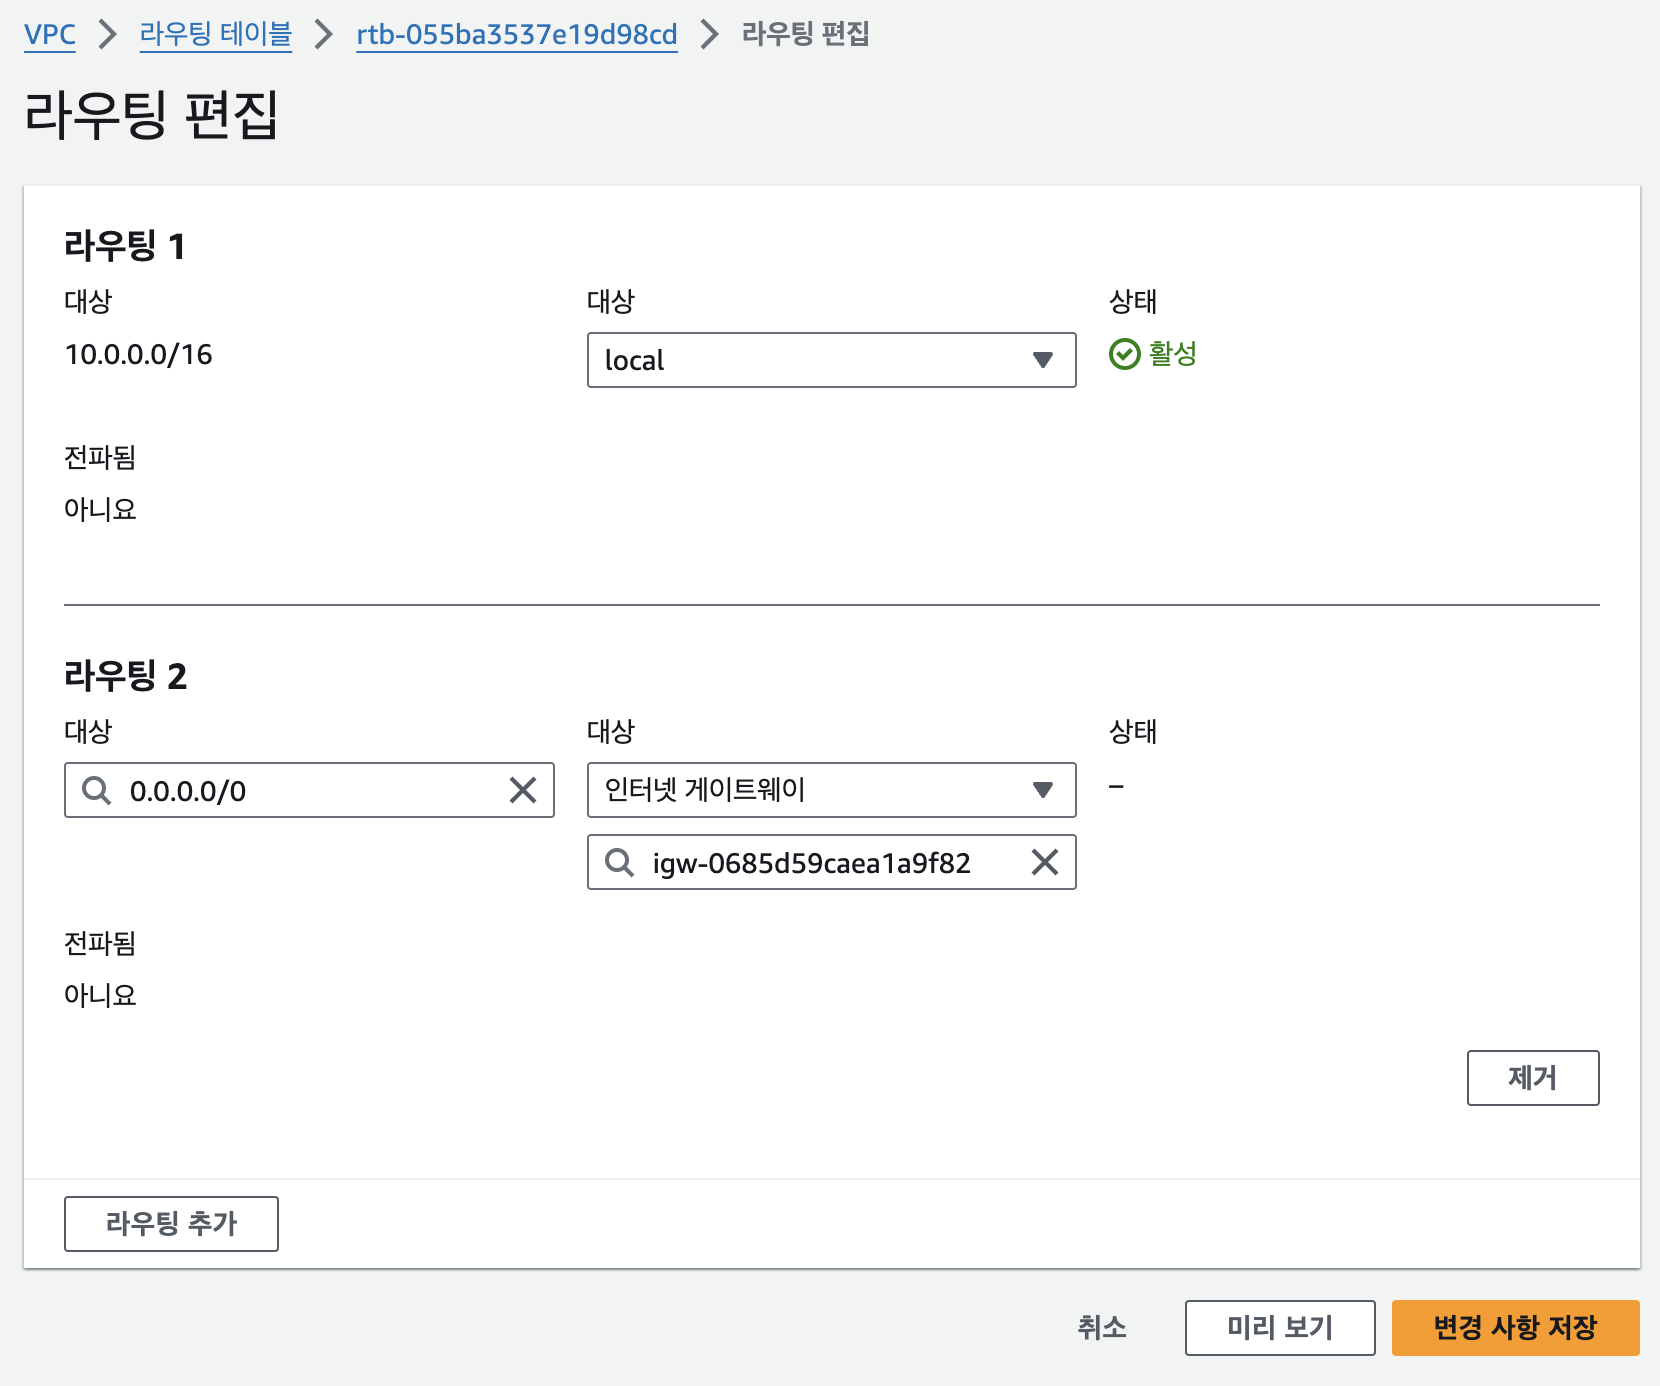 VPC > 라우팅 테이블 > rtb-055ba3537e19d98cd > 라우팅 편집
라우팅 편집
라우팅 1
대상
10.0.0.0/16
대상
local
상태
활성
전파됨
아니요
라우팅 2
대상
0.0.0.0/0
대상
인터넷 게이트웨이
igw-0685d59caea1a9f82
상태
–
전파됨
아니요
제거
라우팅 추가
취소
미리 보기
변경 사항 저장